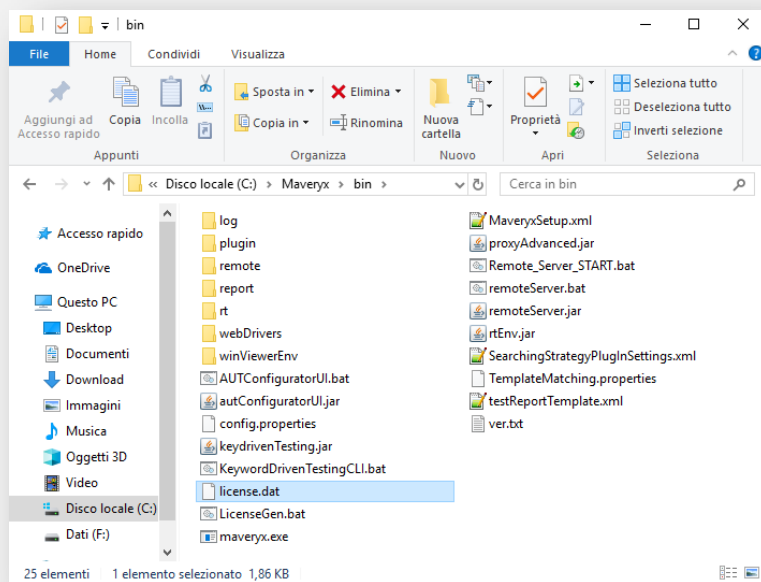 bin
File Home Condividi Visualizza
Aggiungi ad Accesso rapido
Copia
Incolla
Appunti
Sposta in
Copia in
Elimina
Rinomina
Organizza
Nuova cartella
Nuovo
Proprietà
Apri
Seleziona tutto
Deseleziona tutto
Inverti selezione
Seleziona
« Disco locale (C:) > Maveryx > bin >
Cerca in bin
Accesso rapido
OneDrive
Questo PC
Desktop
Documenti
Download
Immagini
Musica
Oggetti 3D
Video
Disco locale (C:)
Dati (F:)
log
plugin
remote
report
rt
webDrivers
winViewerEnv
AUTConfiguratorUI.bat
autConfiguratorUI.jar
config.properties
keydrivenTesting.jar
KeywordDrivenTestingCLI.bat
license.dat
LicenseGen.bat
maveryx.exe
MaveryxSetup.xml
proxyAdvanced.jar
Remote_Server_START.bat
remoteServer.bat
remoteServer.jar
rtEnv.jar
SearchingStrategyPlugInSettings.xml
TemplateMatching.properties
testReportTemplate.xml
ver.txt
25 elementi 1 elemento selezionato 1,86 KB